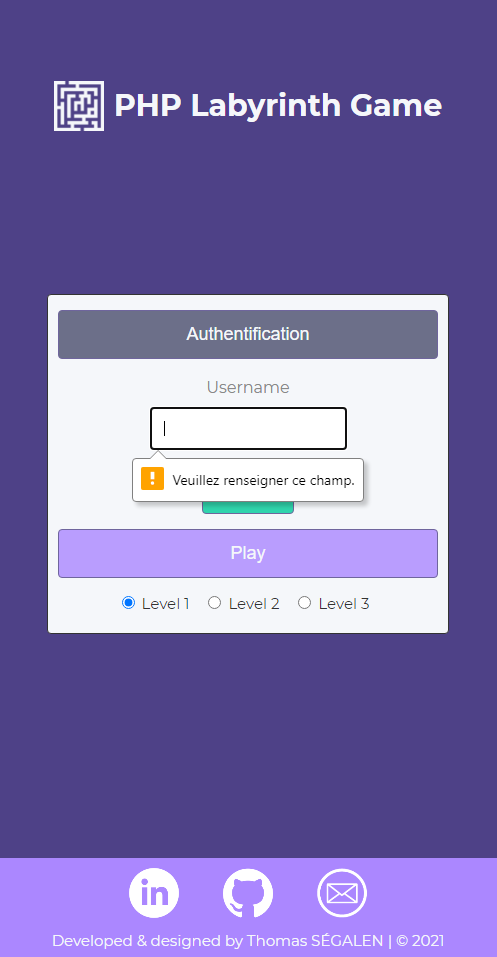 PHP Labyrinth Game
Authentification
Username
Veuillez renseigner ce champ.
Play
Level 1 Level 2 Level 3
in
Developed & designed by Thomas SÉGALEN | © 2021